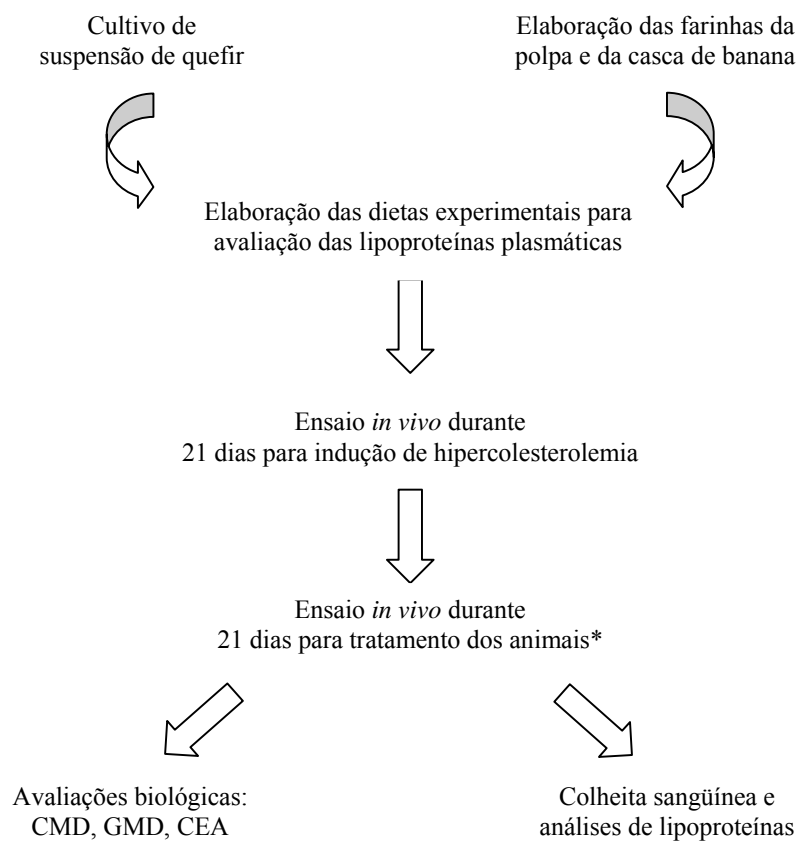 Cultivo de
suspensão de quefir
Elaboração das farinhas da
polpa e da casca de banana
Elaboração das dietas experimentais para
avaliação das lipoproteínas plasmáticas
Ensaio in vivo durante
21 dias para indução de hipercolesterolemia
Ensaio in vivo durante
21 dias para tratamento dos animais*
Avaliações biológicas:
CMD, GMD, CEA
Colheita sangüínea e
análises de lipoproteínas